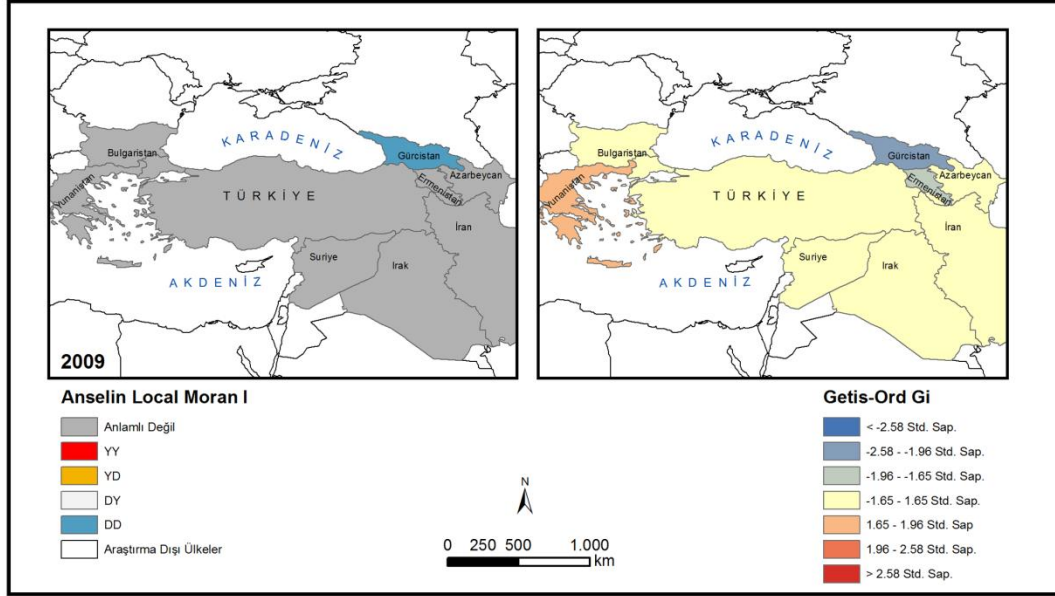 KARADENİZ
Bulgaristan
Gürcistan
Yunanistan
Ermenistan
Azerbaycan
TÜRKİYE
İran
Suriye
Irak
AKDENİZ
2009
KARADENİZ
Bulgaristan
Gürcistan
Yunanistan
Ermenistan
Azerbaycan
TÜRKİYE
İran
Suriye
Irak
AKDENİZ
Anselin Local Moran I
Anlamlı Değil
YY
YD
DY
DD
Araştırma Dışı Ülkeler
N
0 250 500 1.000
km
Getis-Ord Gi
< -2.58 Std. Sap.
-2.58 - -1.96 Std. Sap.
-1.96 - -1.65 Std. Sap.
-1.65 - 1.65 Std. Sap.
1.65 - 1.96 Std. Sap
1.96 - 2.58 Std. Sap.
> 2.58 Std. Sap.